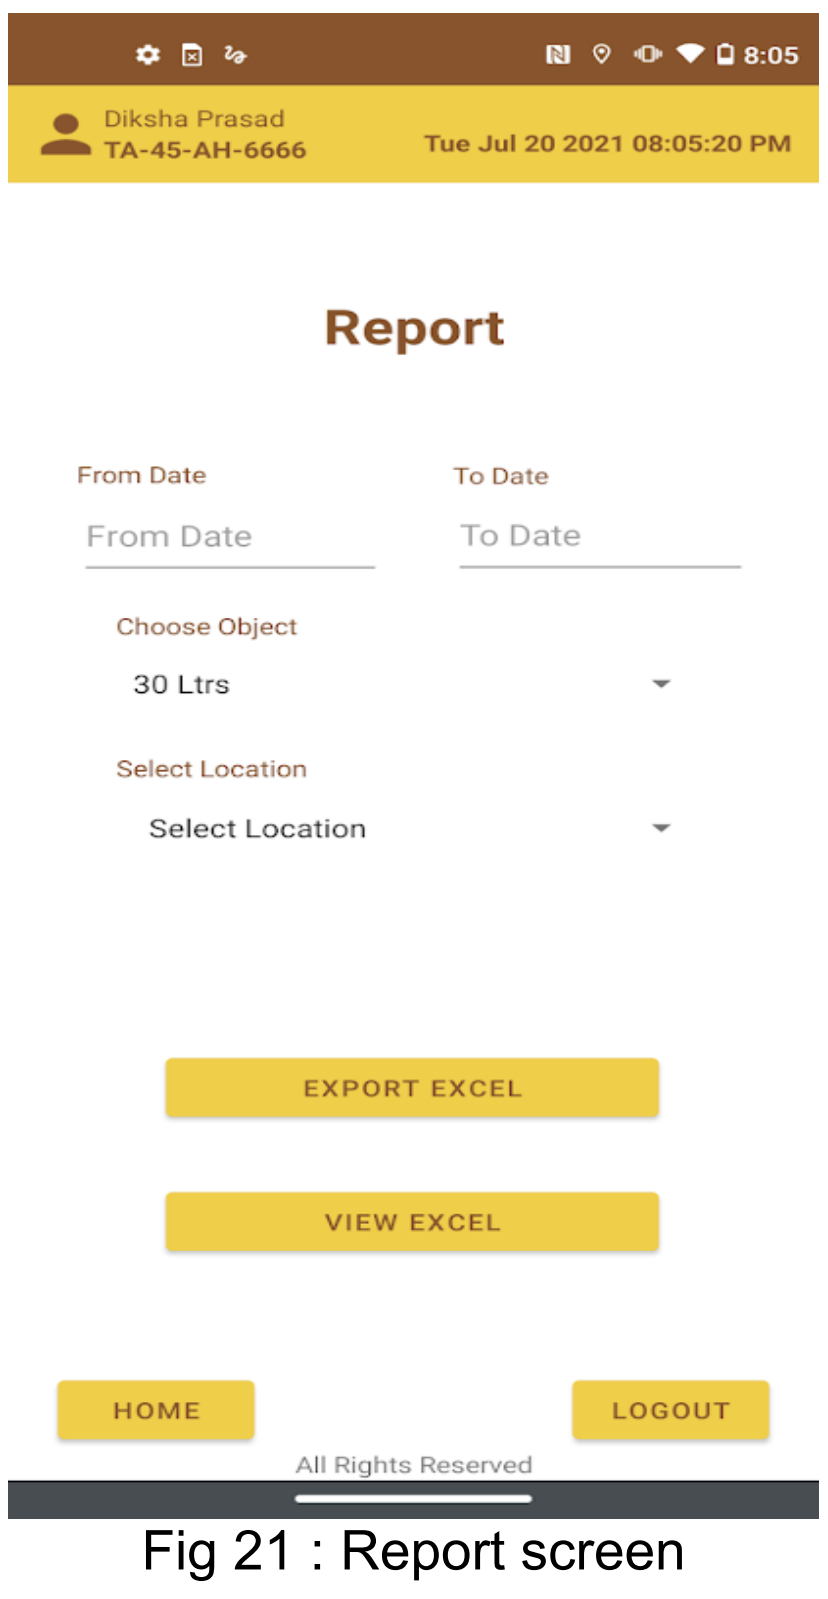 8:05
Diksha Prasad
TA-45-AH-6666
Tue Jul 20 2021 08:05:20 PM
Report
From Date To Date
From Date To Date
Choose Object
30 Ltrs
Select Location
Select Location
EXPORT EXCEL
VIEW EXCEL
HOME LOGOUT
All Rights Reserved
Fig 21 : Report screen